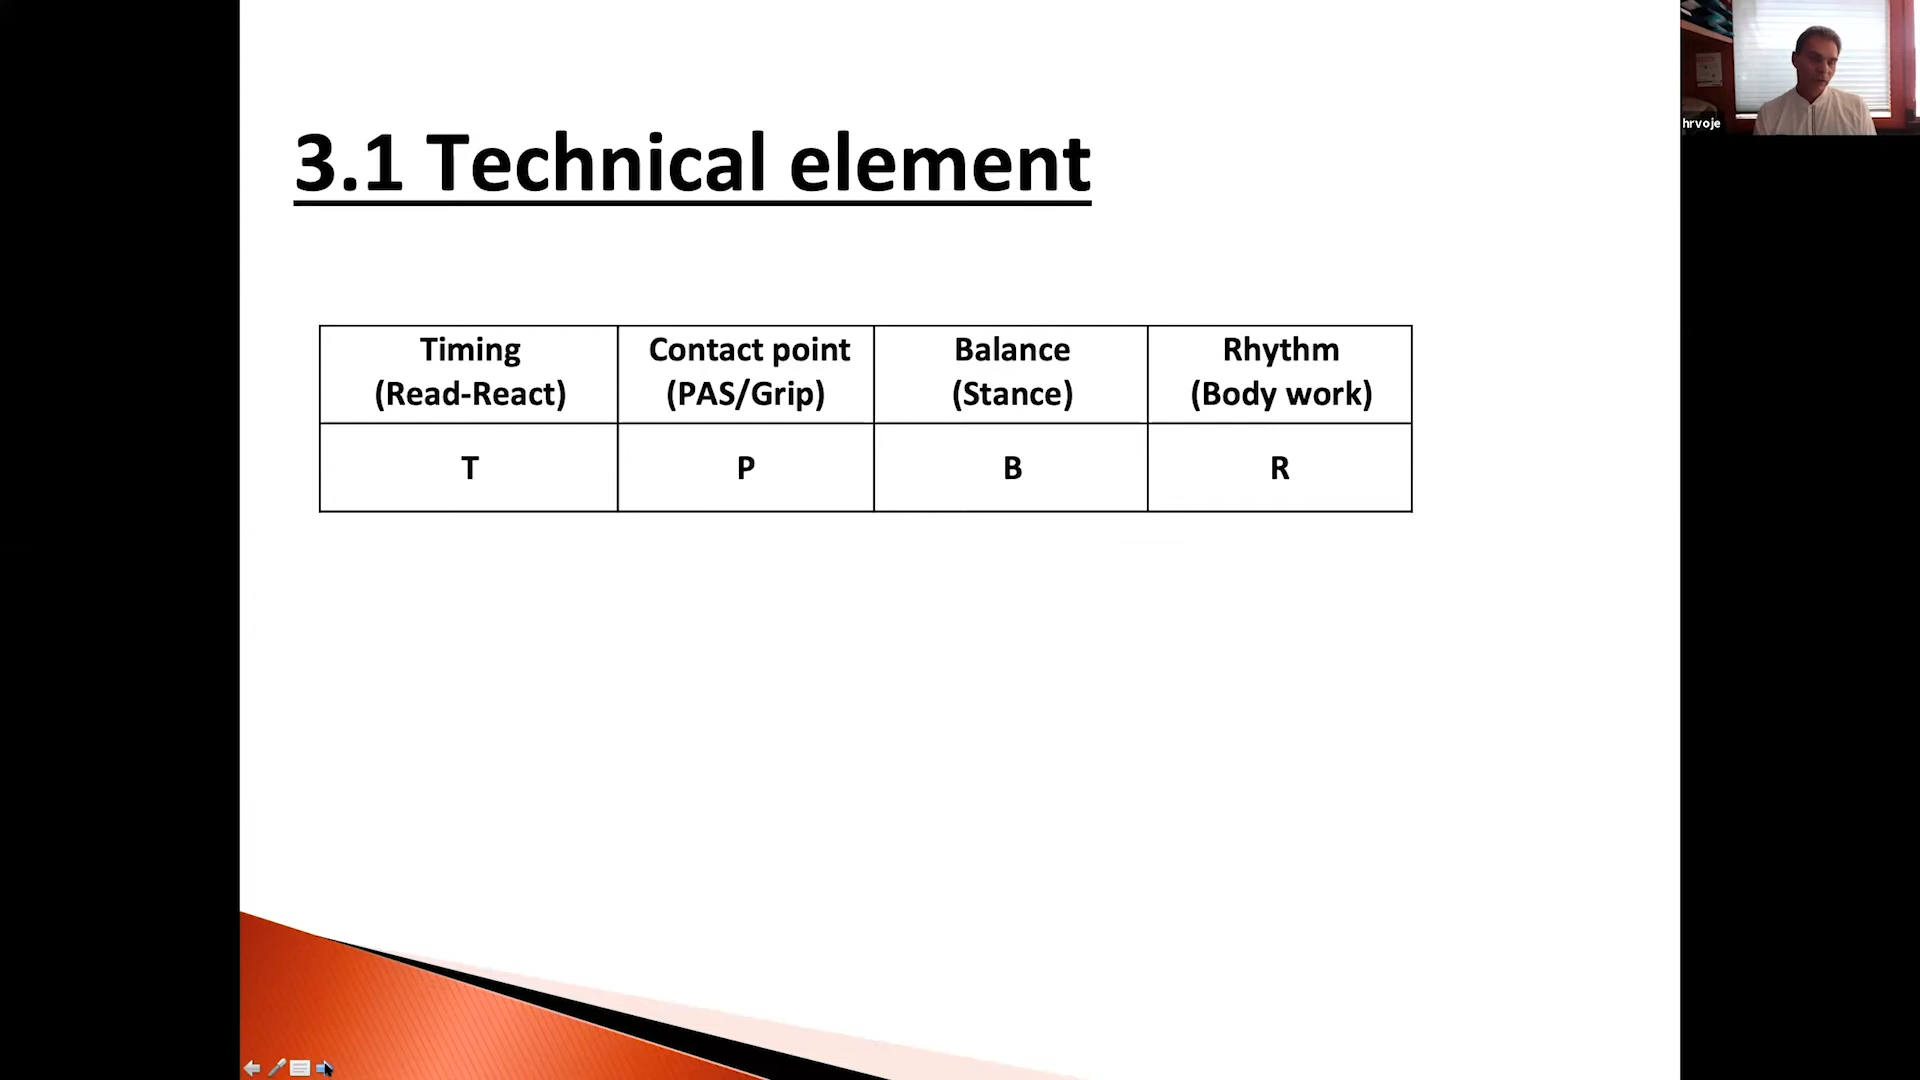 3.1 Technical element
Timing
(Read-React)
Contact point
(PAS/Grip)
Balance
(Stance)
Rhythm
(Body work)
T
P
B
R
hrvoje